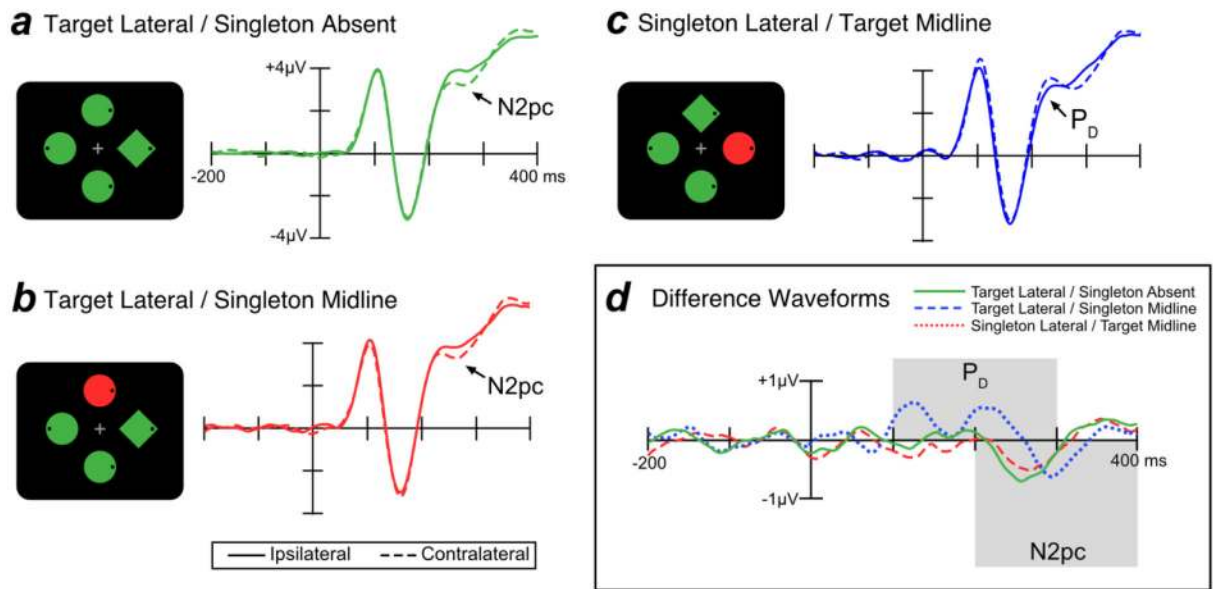 a Target Lateral / Singleton Absent
+4µV
N2pc
-200
400 ms
-4µV
b Target Lateral / Singleton Midline
N2pc
Ipsilateral
Contralateral
c Singleton Lateral / Target Midline
P_D
d Difference Waveforms
Target Lateral / Singleton Absent
Target Lateral / Singleton Midline
Singleton Lateral / Target Midline
P_D
+1µV
-200
400 ms
-1µV
N2pc